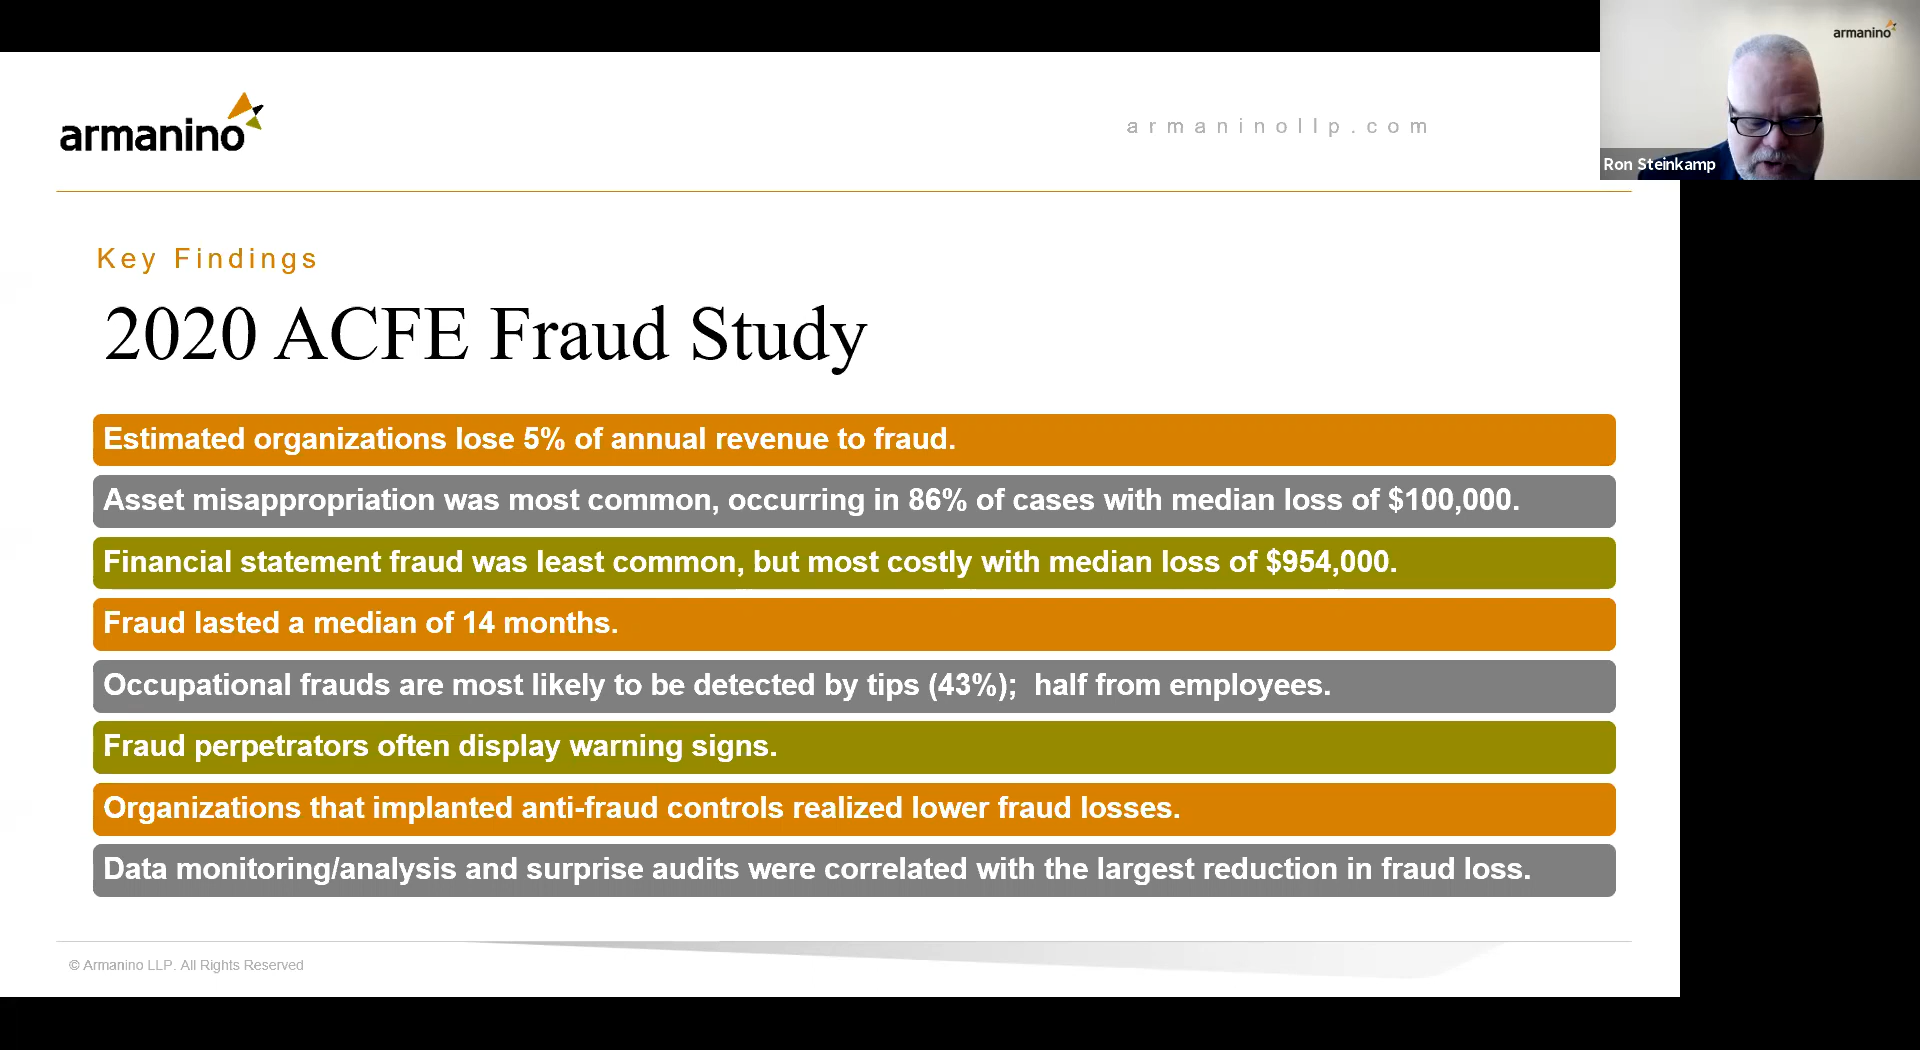 armanino
armaninollp.com
armanino
Ron Steinkamp
Key Findings
2020 ACFE Fraud Study
Estimated organizations lose 5% of annual revenue to fraud.
Asset misappropriation was most common, occurring in 86% of cases with median loss of $100,000.
Financial statement fraud was least common, but most costly with median loss of $954,000.
Fraud lasted a median of 14 months.
Occupational frauds are most likely to be detected by tips (43%);  half from employees.
Fraud perpetrators often display warning signs.
Organizations that implanted anti-fraud controls realized lower fraud losses.
Data monitoring/analysis and surprise audits were correlated with the largest reduction in fraud loss.
© Armanino LLP. All Rights Reserved